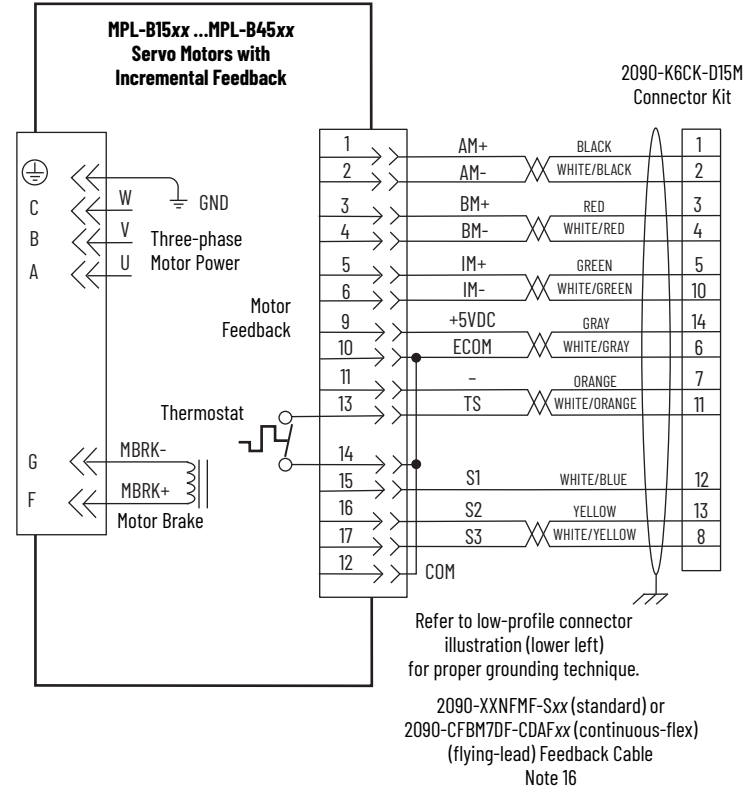 MPL-B15xx ...MPL-B45xx
Servo Motors with
Incremental Feedback
2090-K6CK-D15M
Connector Kit
C
B
A
W
V
U
GND
Three-phase
Motor Power
Motor
Feedback
Thermostat
G
F
MBRK-
MBRK+
Motor Brake
1 AM+ BLACK 1
2 AM- WHITE/BLACK 2
3 BM+ RED 3
4 BM- WHITE/RED 4
5 IM+ GREEN 5
6 IM- WHITE/GREEN 10
9 +5VDC GRAY 14
10 ECOM WHITE/GRAY 6
11 - ORANGE 7
13 TS WHITE/ORANGE 11
14
15 S1 WHITE/BLUE 12
16 S2 YELLOW 13
17 S3 WHITE/YELLOW 8
12 COM
Refer to low-profile connector
illustration (lower left)
for proper grounding technique.
2090-XXNFMF-Sxx (standard) or
2090-CFBM7DF-CDAFxx (continuous-flex)
(flying-lead) Feedback Cable
Note 16